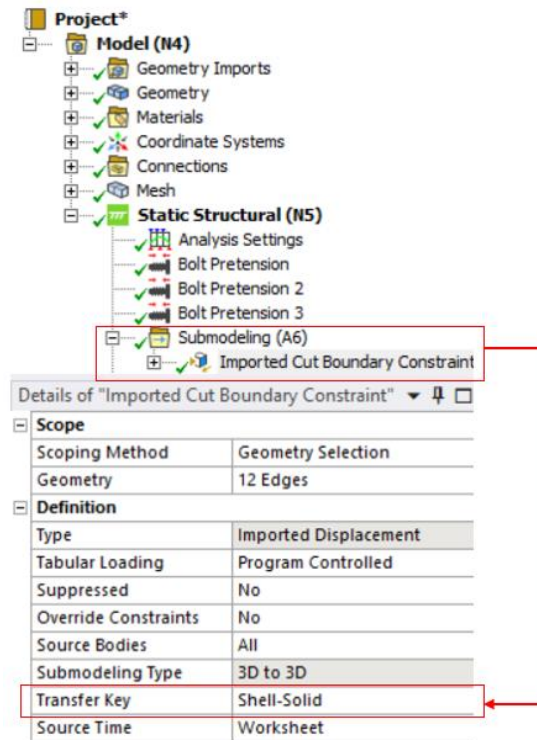 Project*
Model (N4)
Geometry Imports
Geometry
Materials
Coordinate Systems
Connections
Mesh
Static Structural (N5)
Analysis Settings
Bolt Pretension
Bolt Pretension 2
Bolt Pretension 3
Submodeling (A6)
Imported Cut Boundary Constraint
Details of "Imported Cut Boundary Constraint"
Scope
Scoping Method Geometry Selection
Geometry 12 Edges
Definition
Type Imported Displacement
Tabular Loading Program Controlled
Suppressed No
Override Constraints No
Source Bodies All
Submodeling Type 3D to 3D
Transfer Key Shell-Solid
Source Time Worksheet